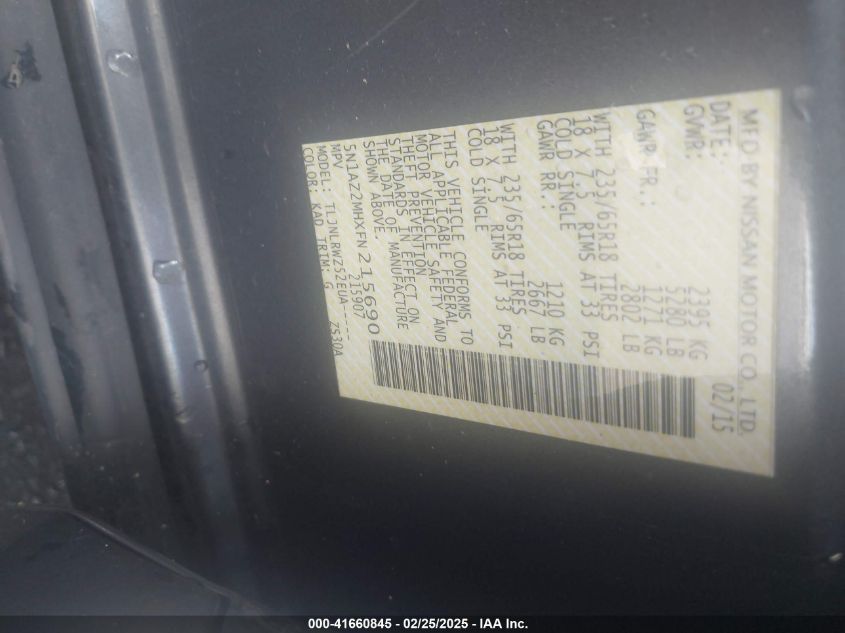 MFD BY NISSAN MOTOR CO., LTD.
DATE: 02/15
GVWR: 2395 KG
5280 LB
GAWR FR.: 1271 KG
2802 LB
WITH 235/65R18 TIRES
18 X 7.5 RIMS AT 33 PSI
COLD SINGLE
GAWR RR.: 1210 KG
2667 LB
WITH 235/65R18 TIRES
18 X 7.5 RIMS AT 33 PSI
COLD SINGLE
THIS VEHICLE CONFORMS TO
ALL APPLICABLE FEDERAL
MOTOR VEHICLE SAFETY AND
THEFT PREVENTION
STANDARDS IN EFFECT ON
THE DATE OF MANUFACTURE
SHOWN ABOVE.
5N1AZ2MHXFN215690
MPV 215907
MODEL: TLJNLRWZ52EUA-----
COLOR: KAD TRIM: G Z530A
000-41660845 - 02/25/2025 - IAA Inc.